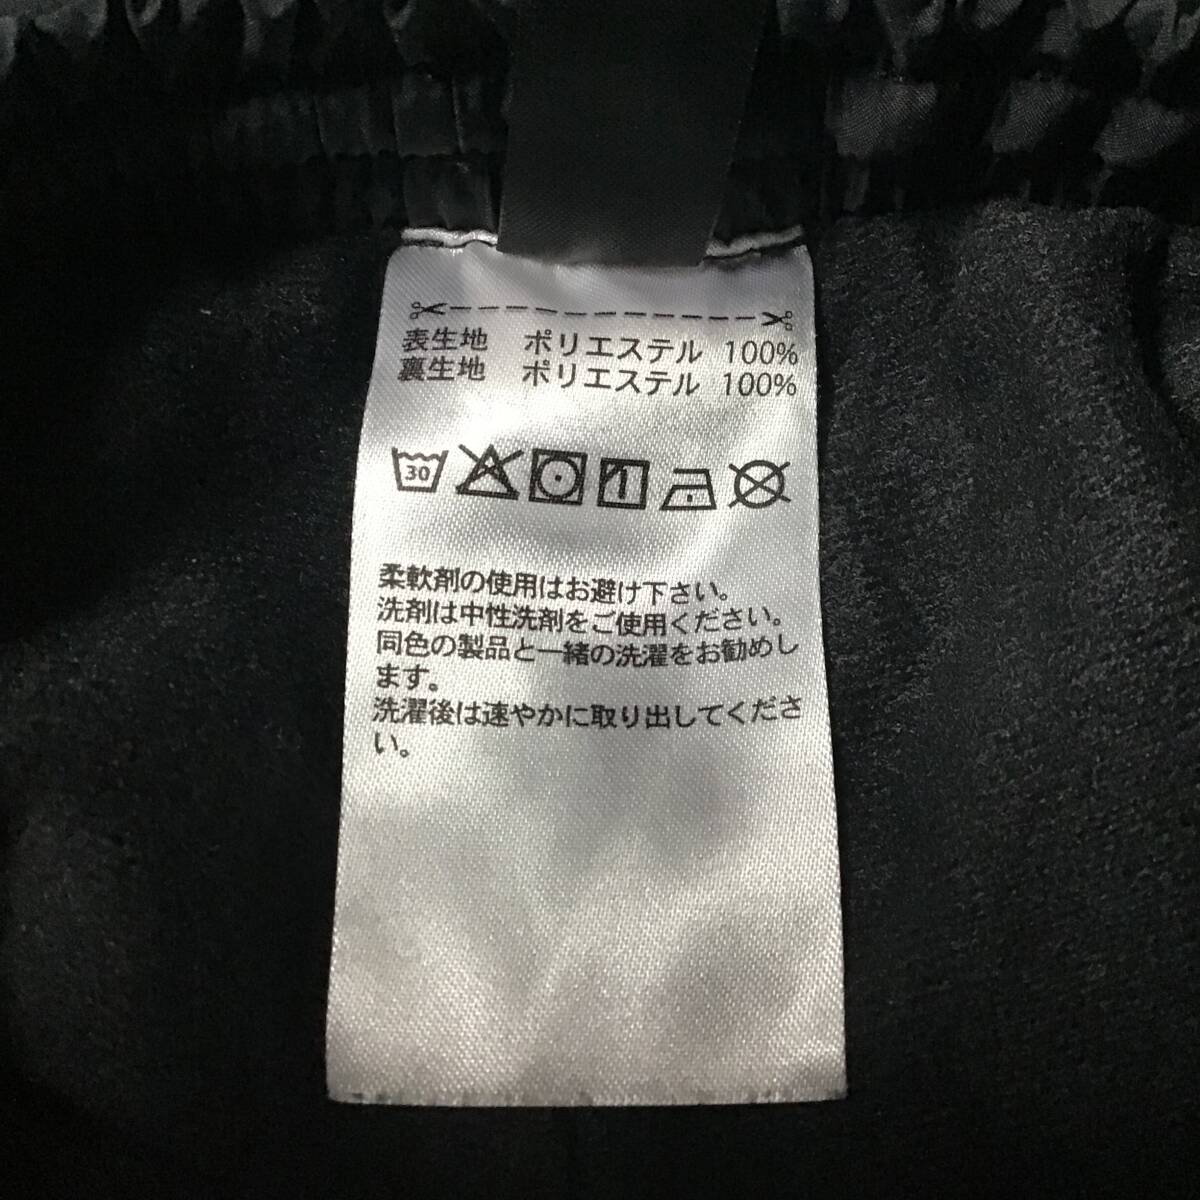 表生地 ポリエステル 100%
裏生地 ポリエステル 100%
30
柔軟剤の使用はお避け下さい。
洗剤は中性洗剤をご使用ください。
同色の製品と一緒の洗濯をお勧めし
ます。
洗濯後は速やかに取り出してくださ
い。